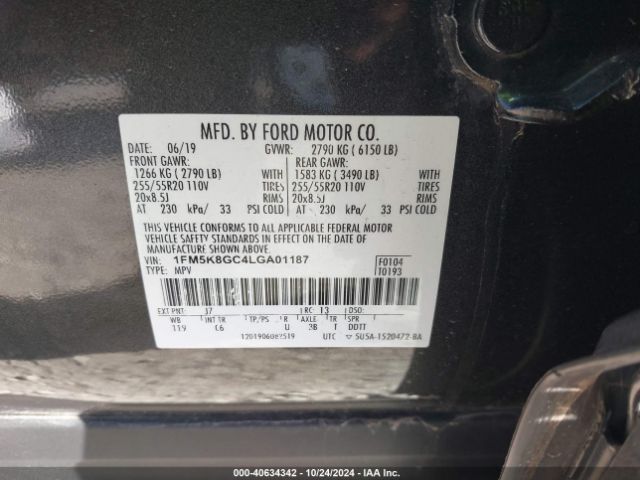 MFD. BY FORD MOTOR CO.
DATE: 06/19 GVWR: 2790 KG ( 6150 LB)
FRONT GAWR: REAR GAWR:
1266 KG ( 2790 LB) WITH 1583 KG ( 3490 LB) WITH
255/55R20 110V TIRES 255/55R20 110V TIRES
20x8.5J RIMS 20x8.5J RIMS
AT 230 kPa/ 33 PSI COLD AT 230 kPa/ 33 PSI COLD
THIS VEHICLE CONFORMS TO ALL APPLICABLE FEDERAL MOTOR
VEHICLE SAFETY AND THEFT PREVENTION STANDARDS IN EFFECT ON THE DATE OF MANUFACTURE SHOWN ABOVE.
VIN: 1FM5K8GC4LGA01187 F0104
TYPE: MPV T0193
EXT PNT: J7 RC: 13 DSO:
WB INT TR TP/PS R AXLE TR SPR
119 C6 U 3B T DDTT
UTC 5U5A-1520472-BA
000-40634342 - 10/24/2024 - IAA Inc.